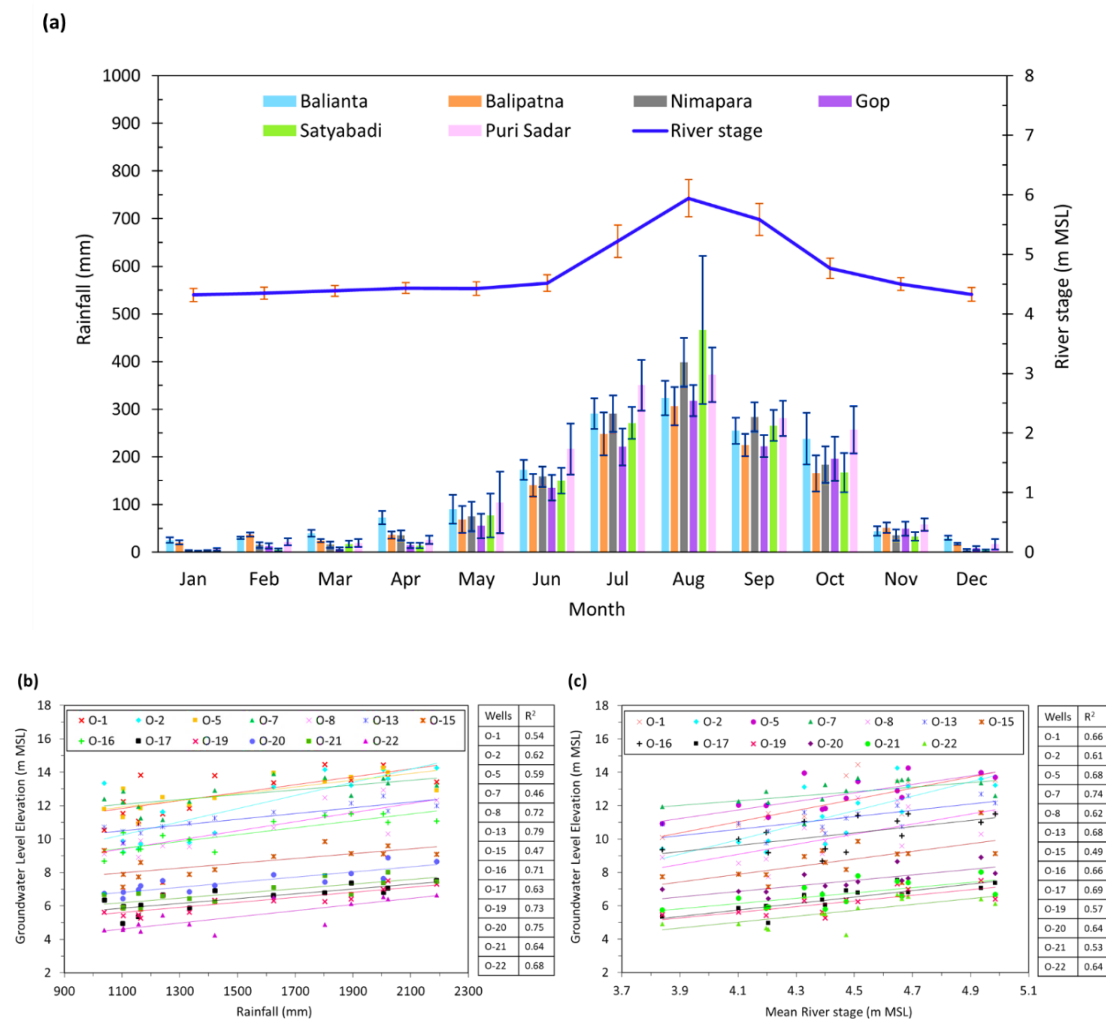 (a)
1000
900
800
700
600
500
400
300
200
100
0
Rainfall (mm)
Balianta Balipatna Nimapara Gop
Satyabadi Puri Sadar River stage
8
7
6
5
4
3
2
1
0
River stage (m MSL)
Jan Feb Mar Apr May Jun Jul Aug Sep Oct Nov Dec
Month
(b)
18
16
14
12
10
8
6
4
2
Groundwater Level Elevation (m MSL)
O-1 O-2 O-5 O-7 O-8 O-13 O-15
O-16 O-17 O-19 O-20 O-21 O-22
900 1100 1300 1500 1700 1900 2100 2300
Rainfall (mm)
Wells R²
O-1 0.54
O-2 0.62
O-5 0.59
O-7 0.46
O-8 0.72
O-13 0.79
O-15 0.47
O-16 0.71
O-17 0.63
O-19 0.73
O-20 0.75
O-21 0.64
O-22 0.68
(c)
18
16
14
12
10
8
6
4
2
Groundwater Level Elevation (m MSL)
O-1 O-2 O-5 O-7 O-8 O-13 O-15
O-16 O-17 O-19 O-20 O-21 O-22
3.7 3.9 4.1 4.3 4.5 4.7 4.9 5.1
Mean River stage (m MSL)
Wells R²
O-1 0.66
O-2 0.61
O-5 0.68
O-7 0.74
O-8 0.62
O-13 0.68
O-15 0.49
O-16 0.66
O-17 0.69
O-19 0.57
O-20 0.64
O-21 0.53
O-22 0.64